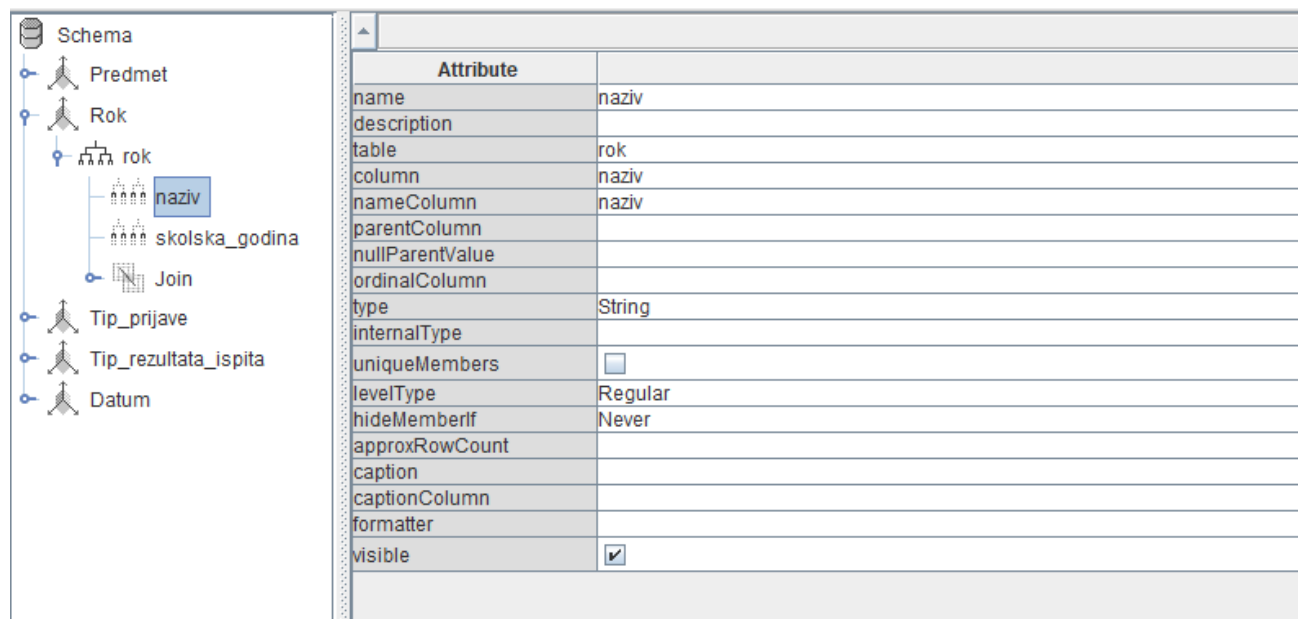 Schema
Predmet
Rok
rok
naziv
skolska_godina
Join
Tip_prijave
Tip_rezultata_ispita
Datum
Attribute
name naziv
description
table rok
column naziv
nameColumn naziv
parentColumn
nullParentValue
ordinalColumn
type String
internalType
uniqueMembers
levelType Regular
hideMemberIf Never
approxRowCount
caption
captionColumn
formatter
visible